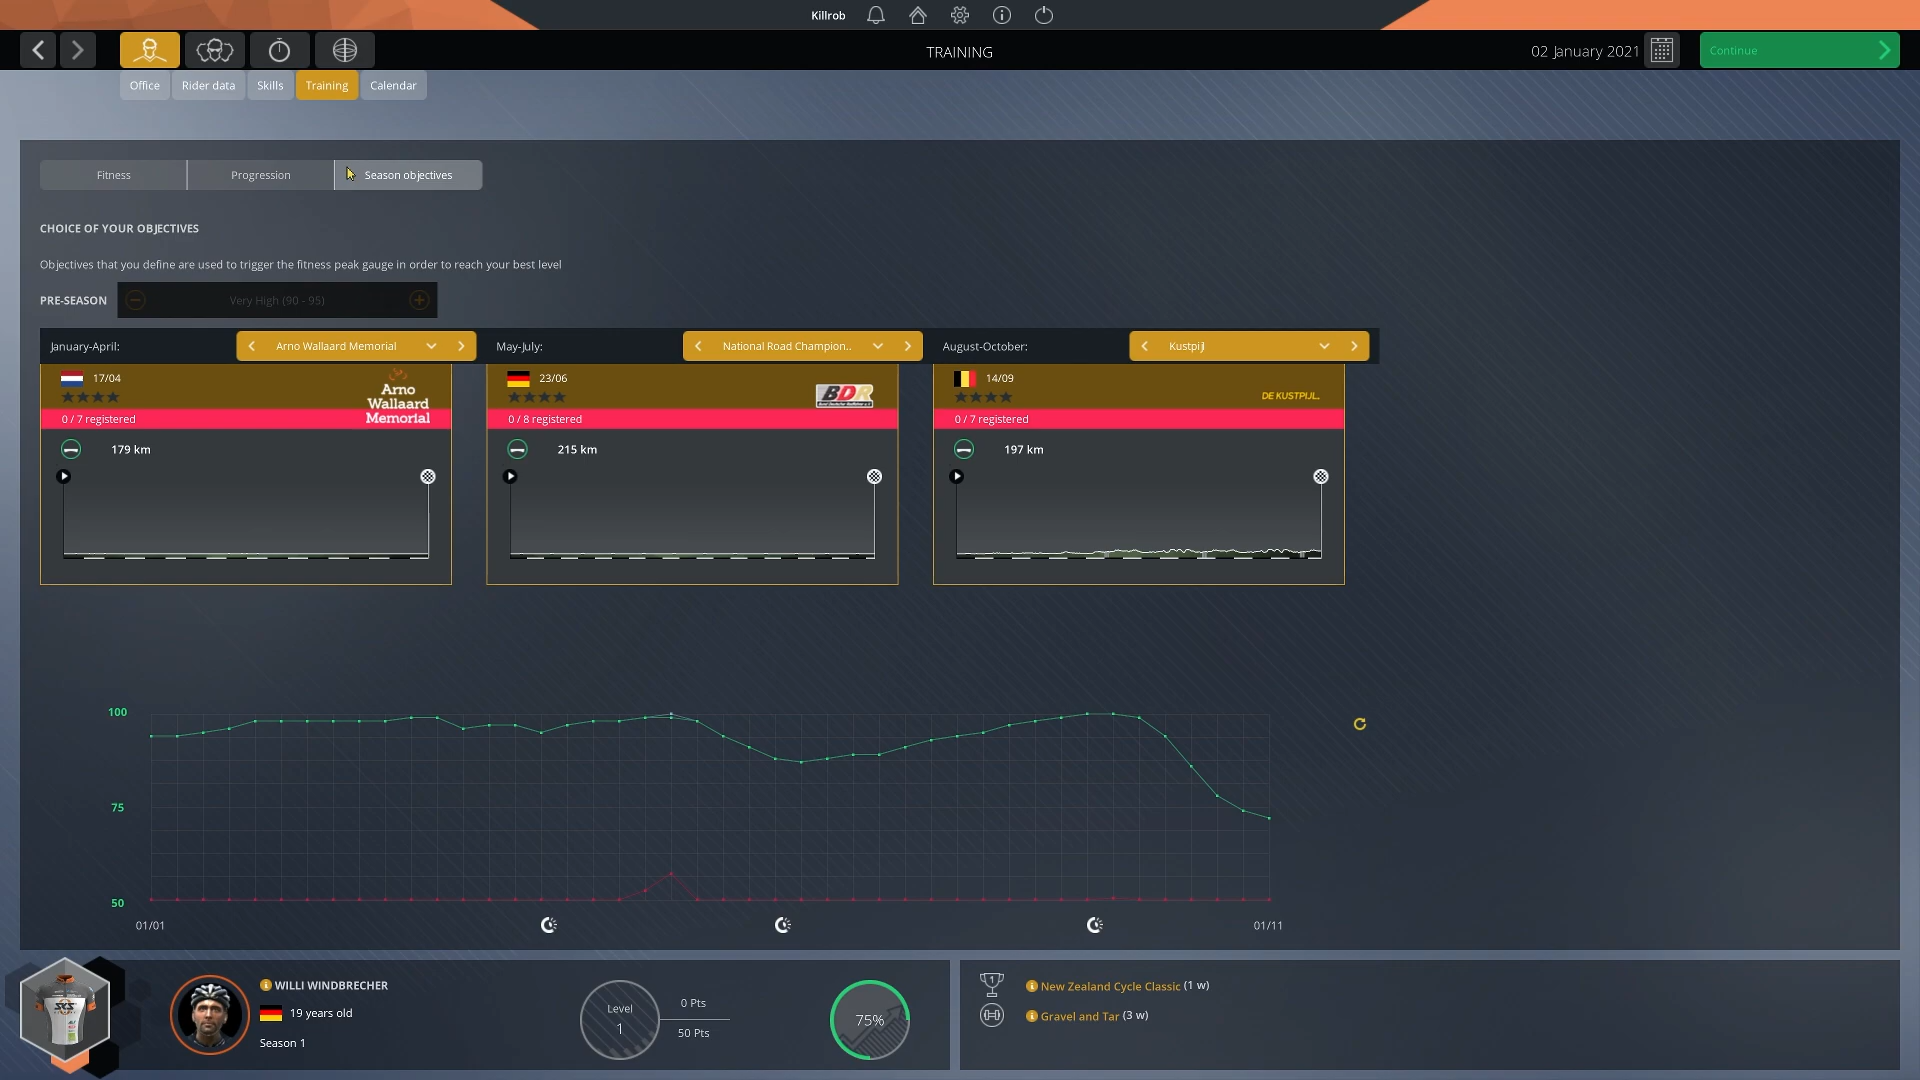 Killrob
TRAINING
02 January 2021
Continue
Office
Rider data
Skills
Training
Calendar
Fitness
Progression
Season objectives
CHOICE OF YOUR OBJECTIVES
Objectives that you define are used to trigger the fitness peak gauge in order to reach your best level
PRE-SEASON
Very High (90 - 95)
January-April:
Arno Wallaard Memorial
May-July:
National Road Champion..
August-October:
Kustpijl
17/04
Arno
Wallaard
Memorial
0 / 7 registered
179 km
23/06
BDR
0 / 8 registered
215 km
14/09
DE KUSTPIJL.
0 / 7 registered
197 km
100
75
50
01/01
01/11
WILLI WINDBRECHER
19 years old
Season 1
Level
1
0 Pts
50 Pts
75%
1
New Zealand Cycle Classic (1 w)
Gravel and Tar (3 w)